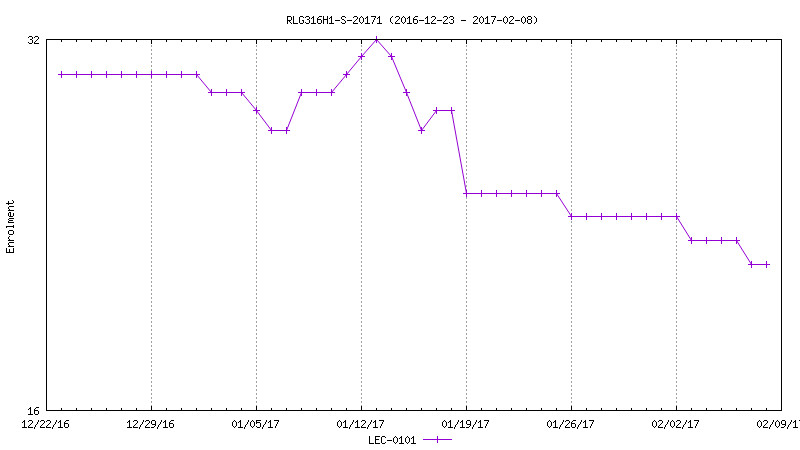 RLG316H1-S-20171 (2016-12-23 - 2017-02-08)
32
Enrolment
16
12/22/16 12/29/16 01/05/17 01/12/17 01/19/17 01/26/17 02/02/17 02/09/1
LEC-0101